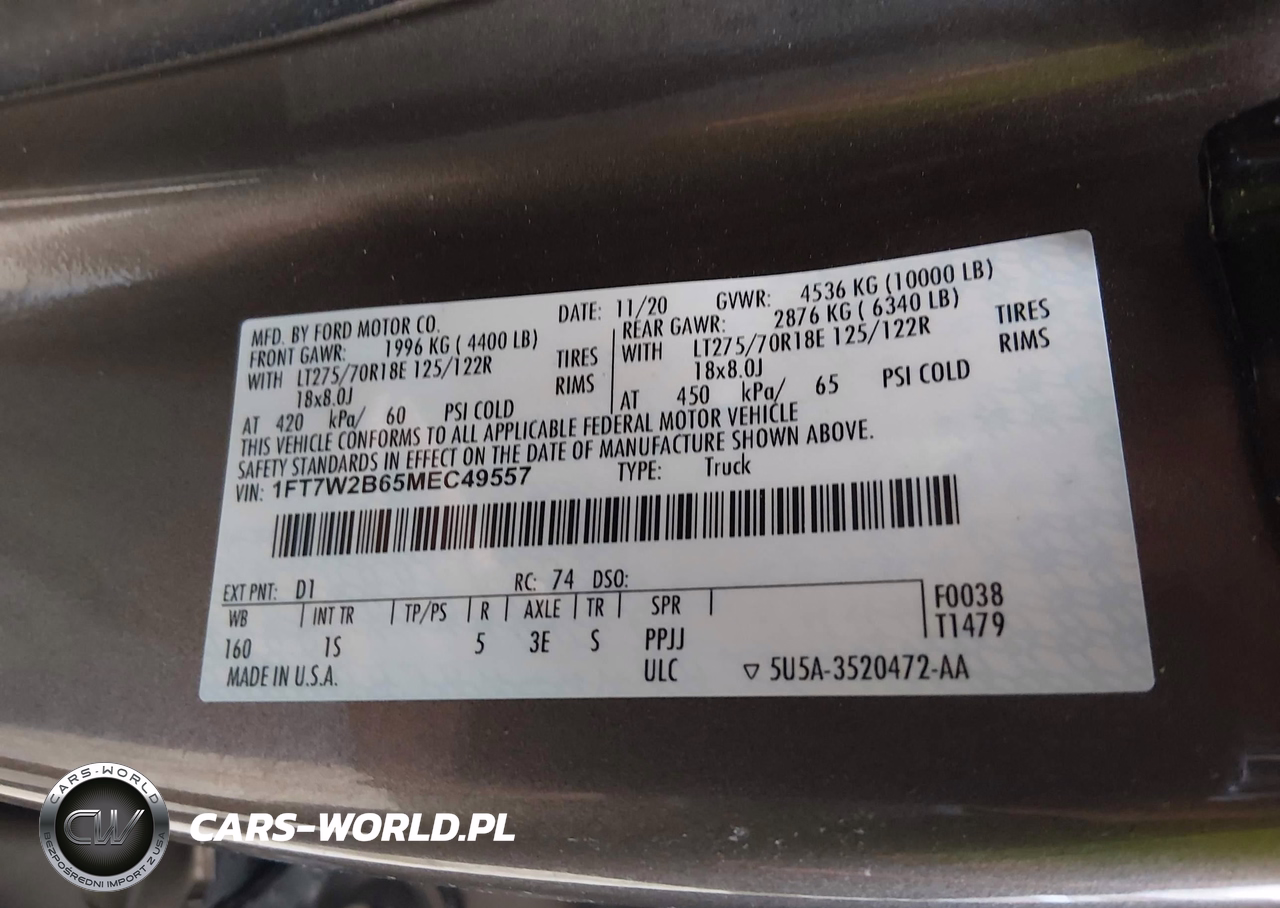 MFD. BY FORD MOTOR CO. DATE: 11/20 GVWR: 4536 KG (10000 LB)
FRONT GAWR: 1996 KG ( 4400 LB) REAR GAWR: 2876 KG ( 6340 LB)
WITH LT275/70R18E 125/122R TIRES WITH LT275/70R18E 125/122R TIRES
18x8.0J RIMS 18x8.0J RIMS
AT 420 kPa/ 60 PSI COLD AT 450 kPa/ 65 PSI COLD
THIS VEHICLE CONFORMS TO ALL APPLICABLE FEDERAL MOTOR VEHICLE
SAFETY STANDARDS IN EFFECT ON THE DATE OF MANUFACTURE SHOWN ABOVE.
VIN: 1FT7W2B65MEC49557 TYPE: Truck
EXT PNT: D1 RC: 74 DSO:
WB INT TR TP/PS R AXLE TR SPR F0038
160 1S 5 3E S PPJJ T1479
MADE IN U.S.A. ULC ▽ 5U5A-3520472-AA
CARS-WORLD
CW
BEZPOŚREDNI IMPORT Z USA
CARS-WORLD.PL